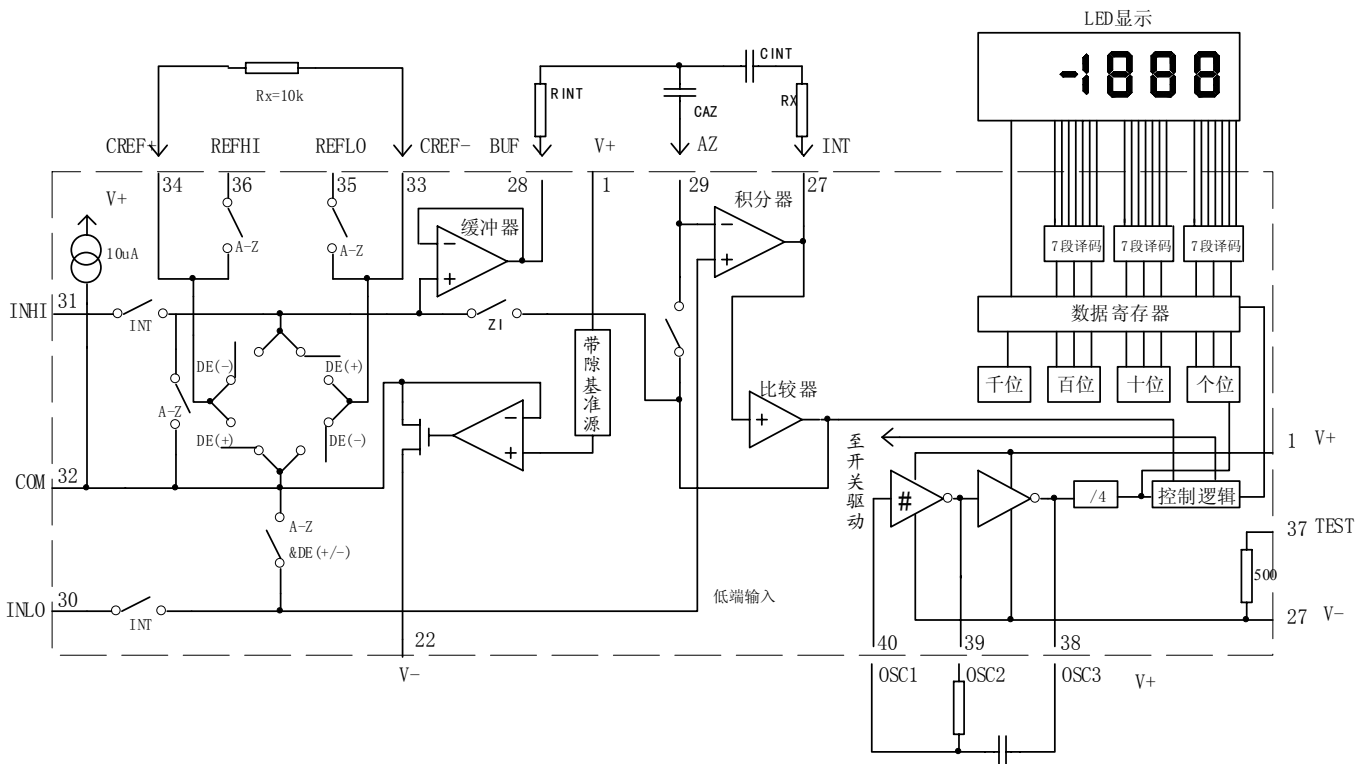 LED显示
-1888
Rx=10k
RINT
CINT
CAZ
RX
CREF+
REFHI
REFLO
CREF-
BUF
V+
AZ
INT
34
36
35
33
28
1
29
27
V+
10uA
A-Z
A-Z
缓冲器
积分器
7段译码
7段译码
7段译码
INHI
31
INT
ZI
数据寄存器
DE(-)
DE(+)
A-Z
DE(+)
DE(-)
带隙基准源
比较器
千位
百位
十位
个位
至开关驱动
1
V+
COM
32
#
/4
控制逻辑
A-Z
&DE(+/-)
37
TEST
500
INLO
30
INT
低端输入
27
V-
22
V-
40
39
38
OSC1
OSC2
OSC3
V+